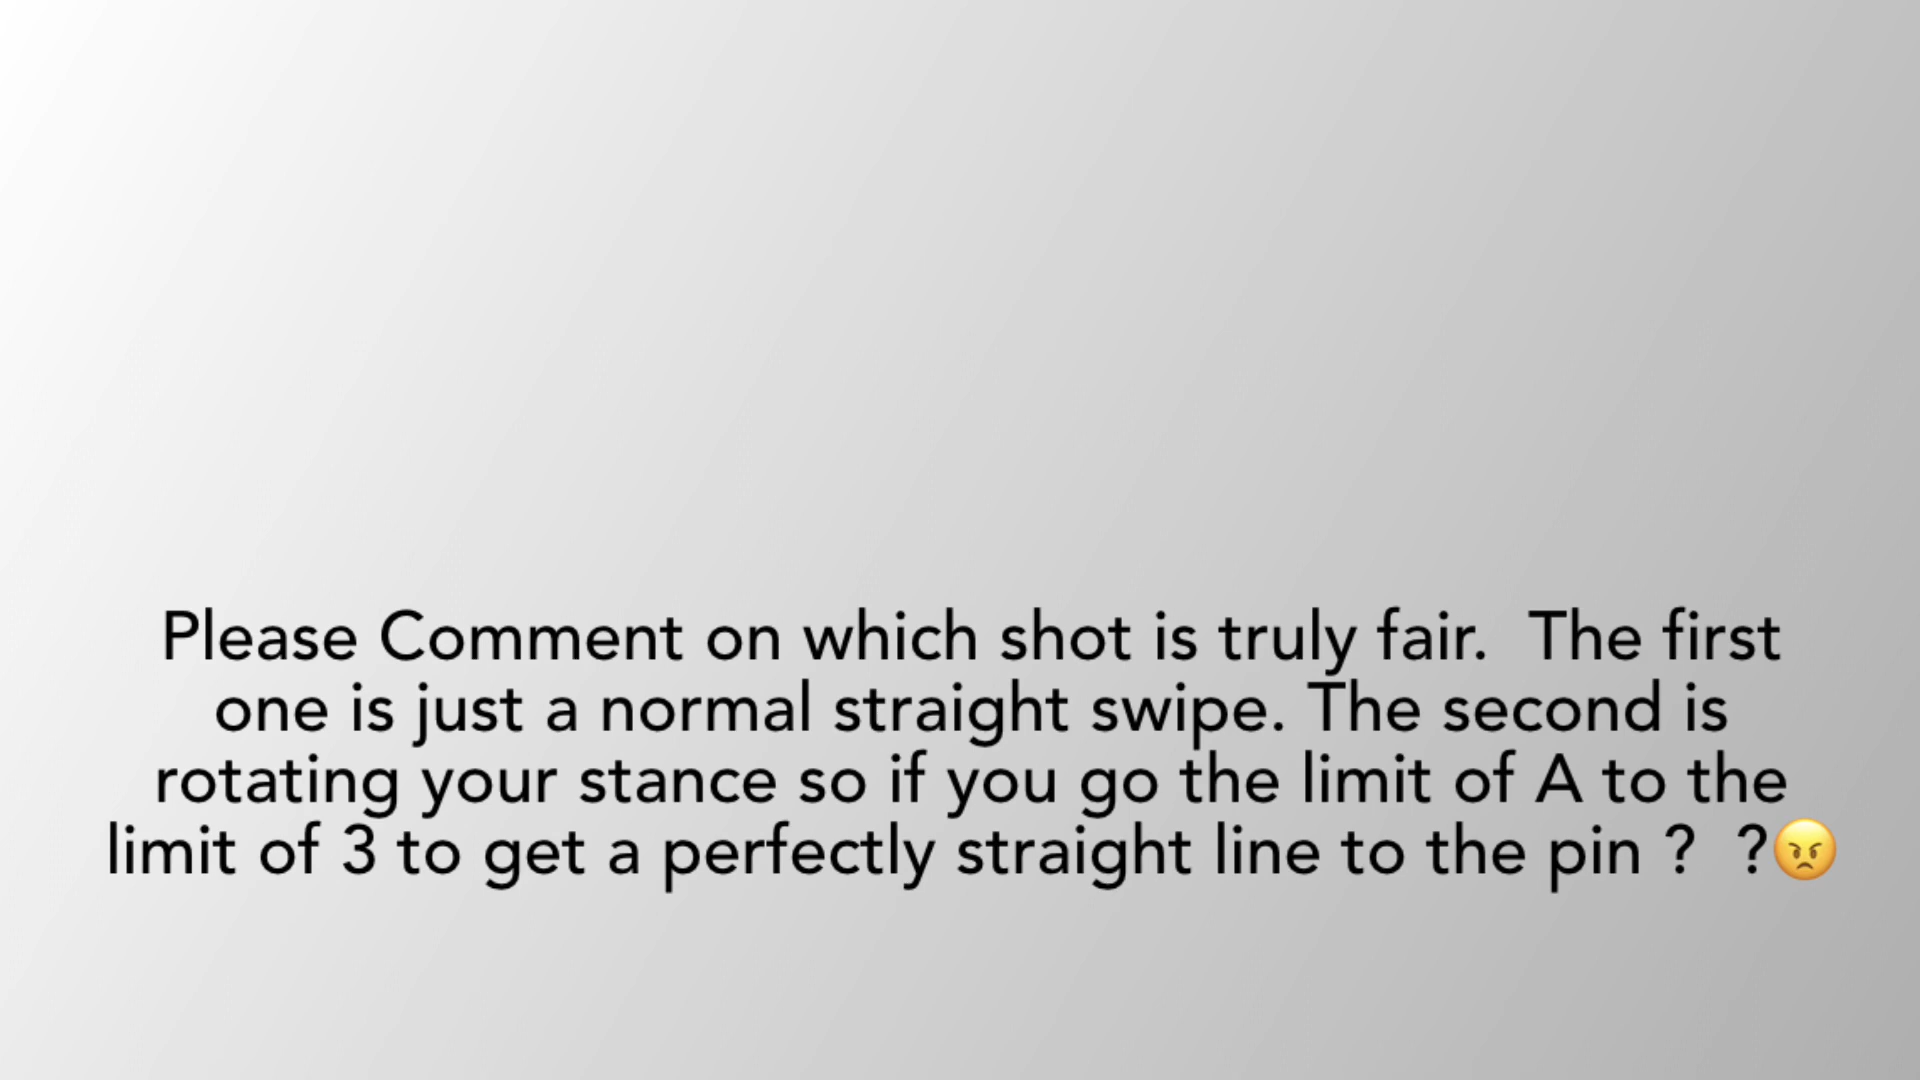 Please Comment on which shot is truly fair.  The first
one is just a normal straight swipe. The second is
rotating your stance so if you go the limit of A to the
limit of 3 to get a perfectly straight line to the pin ?  ?😠